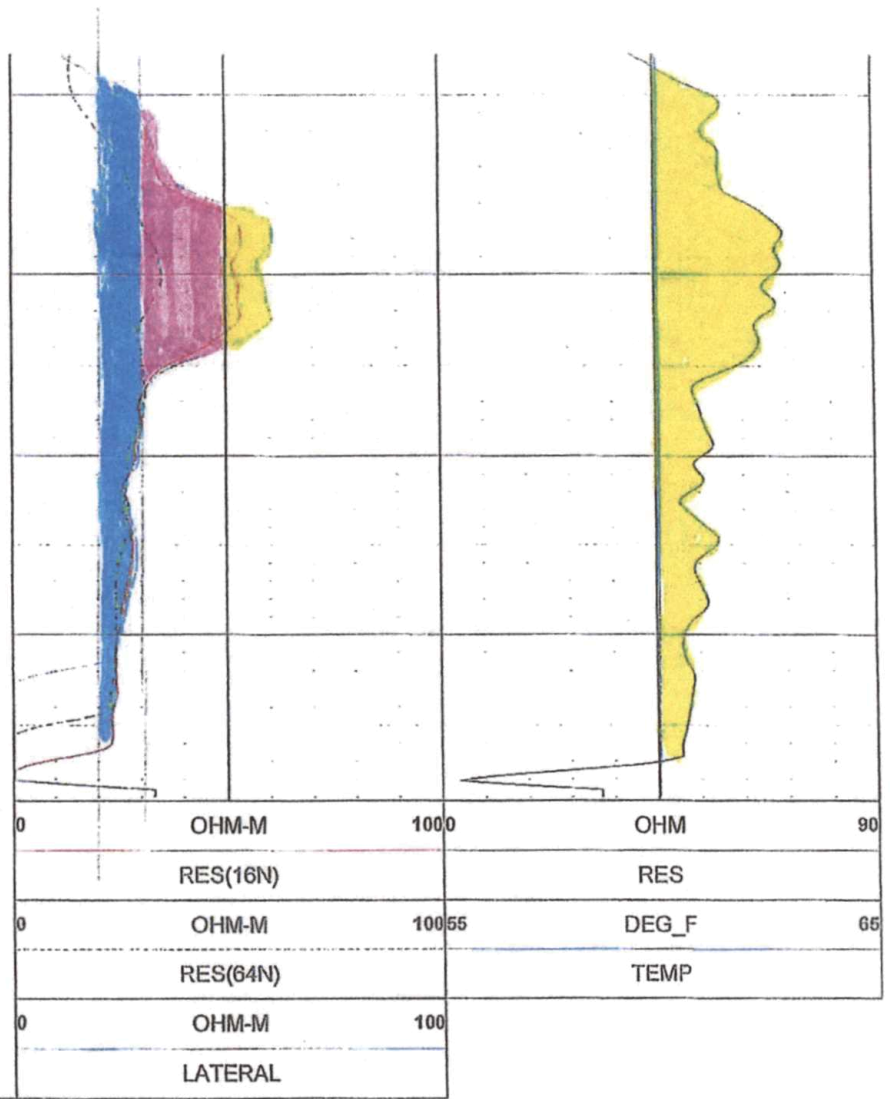 0 OHM-M 100 0 OHM 90
RES(16N) RES
0 OHM-M 100 55 DEG_F 65
RES(64N) TEMP
0 OHM-M 100
LATERAL